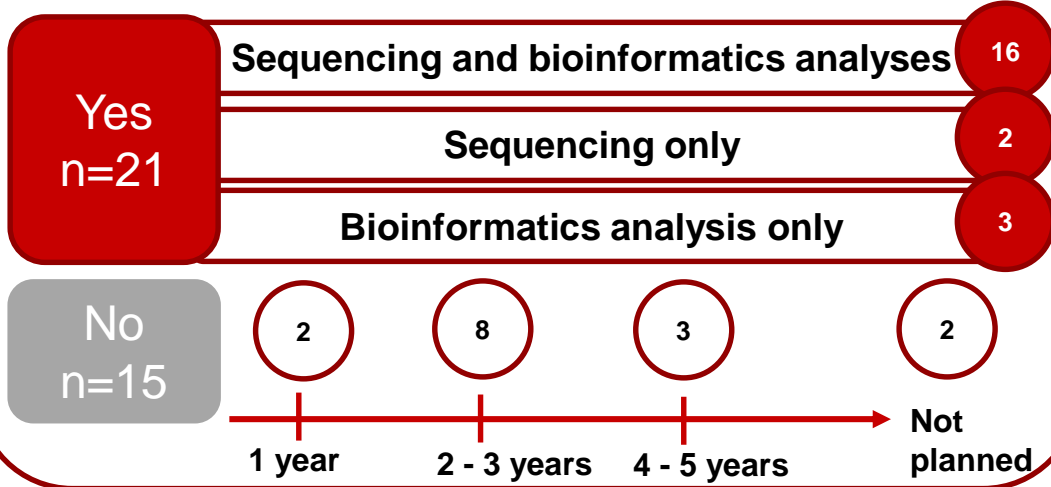 Yes
n=21
Sequencing and bioinformatics analyses
16
Sequencing only
2
Bioinformatics analysis only
3
No
n=15
2
8
3
2
1 year
2 - 3 years
4 - 5 years
Not
planned